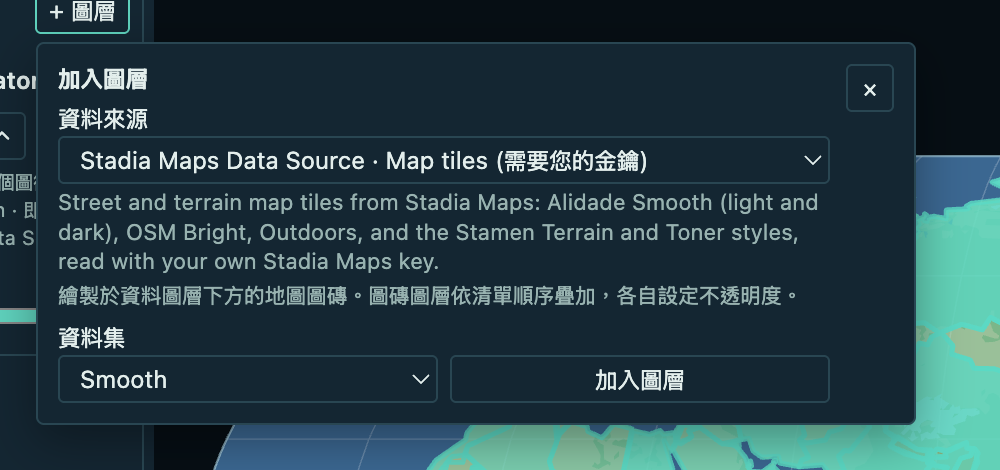 + 圖層
加入圖層
×
資料來源
Stadia Maps Data Source · Map tiles (需要您的金鑰)
Street and terrain map tiles from Stadia Maps: Alidade Smooth (light and
dark), OSM Bright, Outdoors, and the Stamen Terrain and Toner styles,
read with your own Stadia Maps key.
繪製於資料圖層下方的地圖圖磚。圖磚圖層依清單順序疊加，各自設定不透明度。
資料集
Smooth
加入圖層